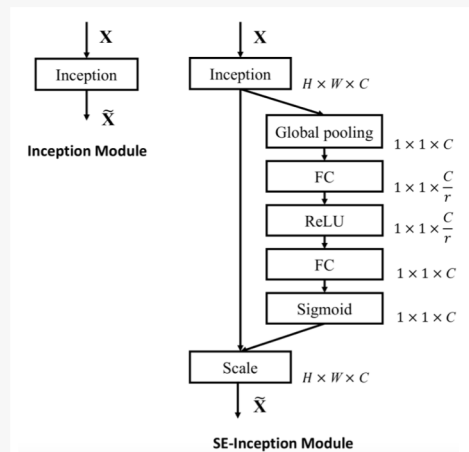 X
Inception
X̃
Inception Module
X
Inception
H × W × C
Global pooling
1 × 1 × C
FC
1 × 1 × C/r
ReLU
1 × 1 × C/r
FC
1 × 1 × C
Sigmoid
1 × 1 × C
Scale
H × W × C
X̃
SE-Inception Module